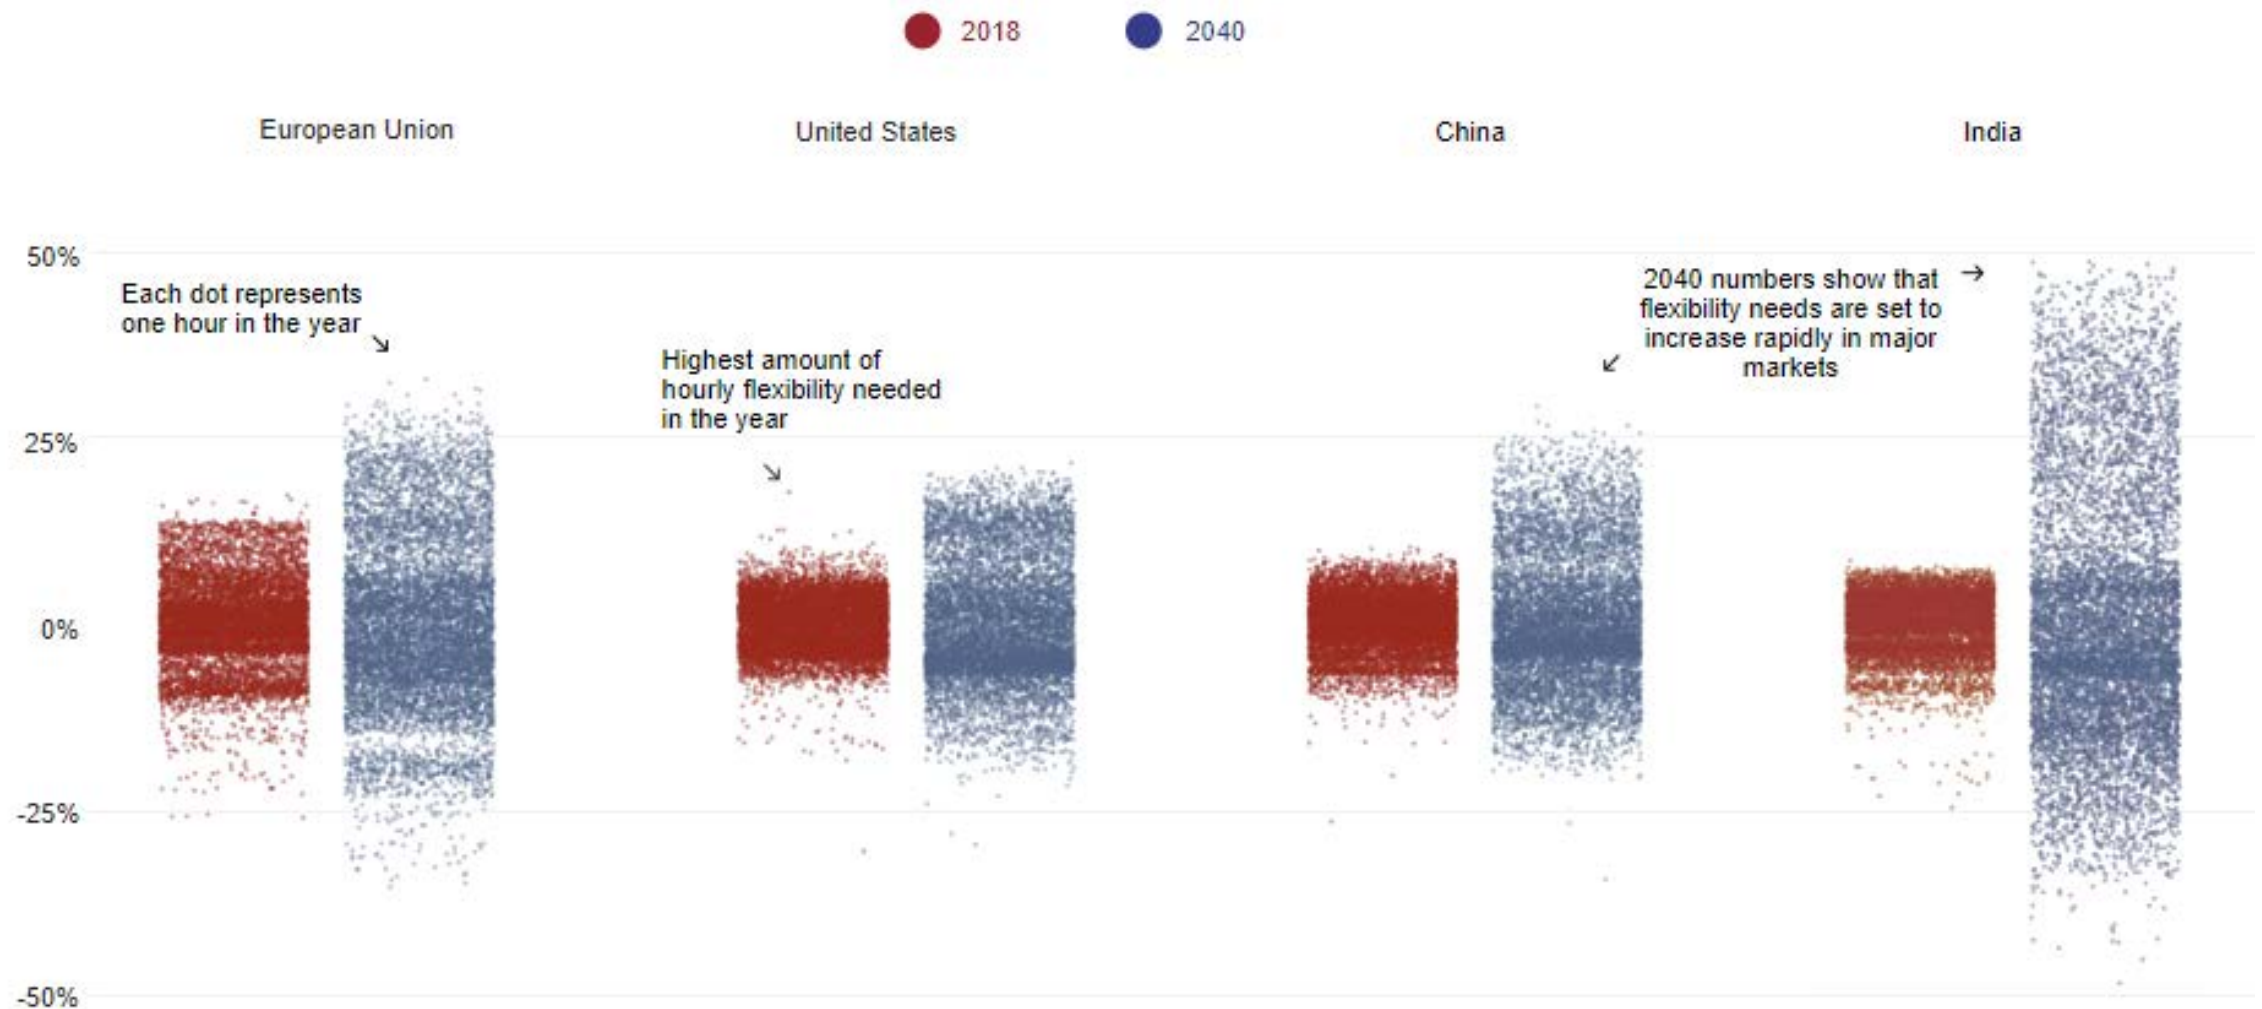 2018
2040
European Union
United States
China
India
50%
25%
0%
-25%
-50%
Each dot represents
one hour in the year
Highest amount of
hourly flexibility needed
in the year
2040 numbers show that
flexibility needs are set to
increase rapidly in major
markets